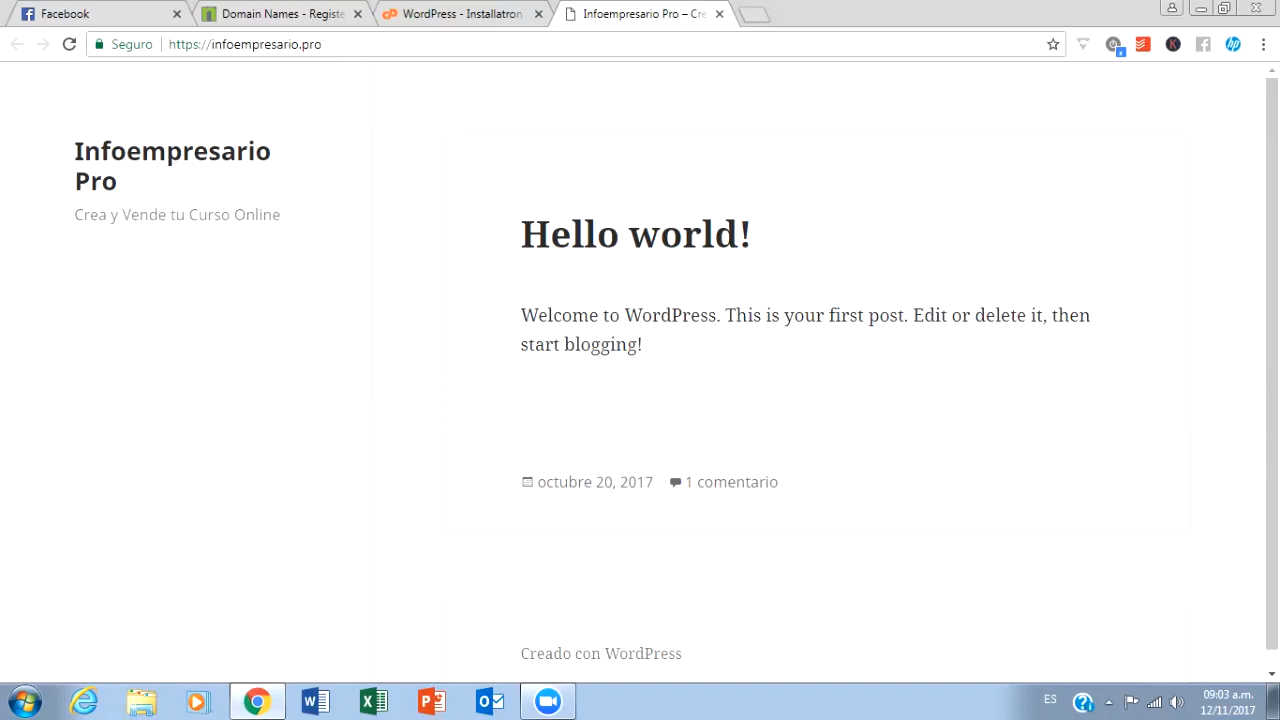 Facebook
Domain Names - Registe
WordPress - Installatron
Infoempresario Pro – Cre
Seguro
https://infoempresario.pro
Infoempresario
Pro
Crea y Vende tu Curso Online
Hello world!
Welcome to WordPress. This is your first post. Edit or delete it, then
start blogging!
octubre 20, 2017
1 comentario
Creado con WordPress
ES
09:03 a.m.
12/11/2017